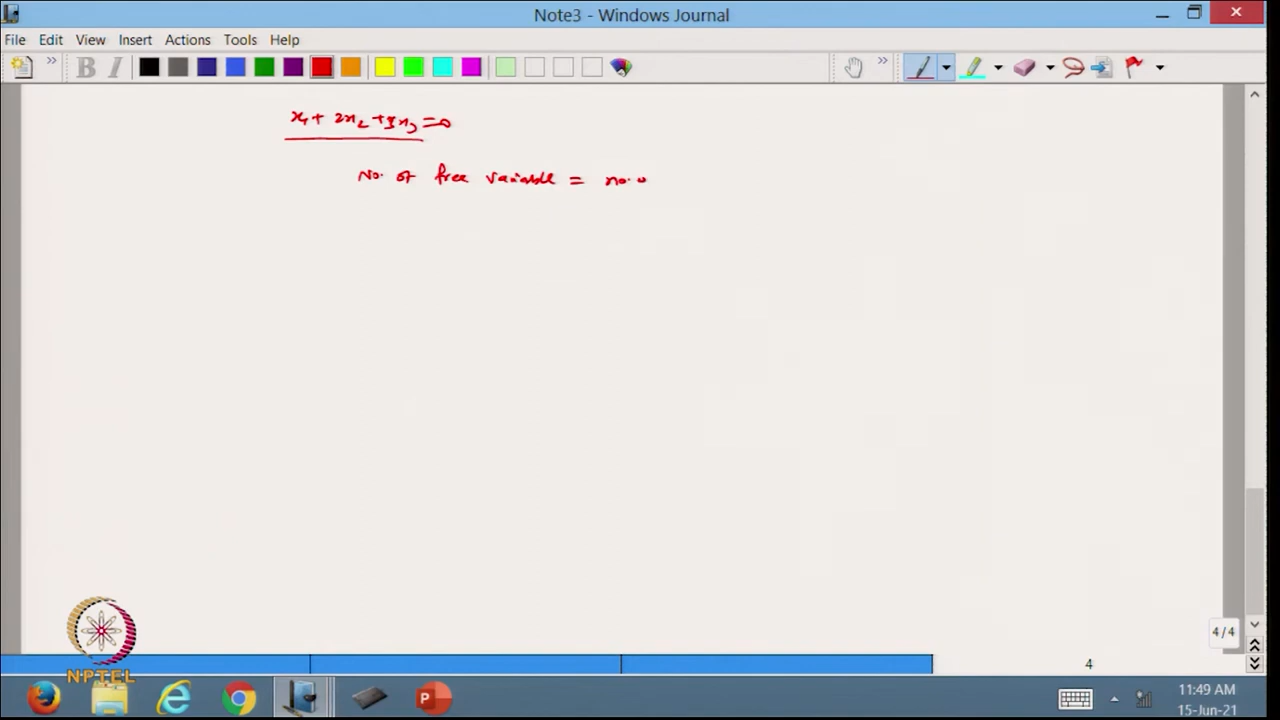 Note3 - Windows Journal
File Edit View Insert Actions Tools Help
B I
x₁ + 2x₂ + 3x₃ = 0
No. of free variable = no. o
4 / 4
4
NPTEL
11:49 AM
15-Jun-21